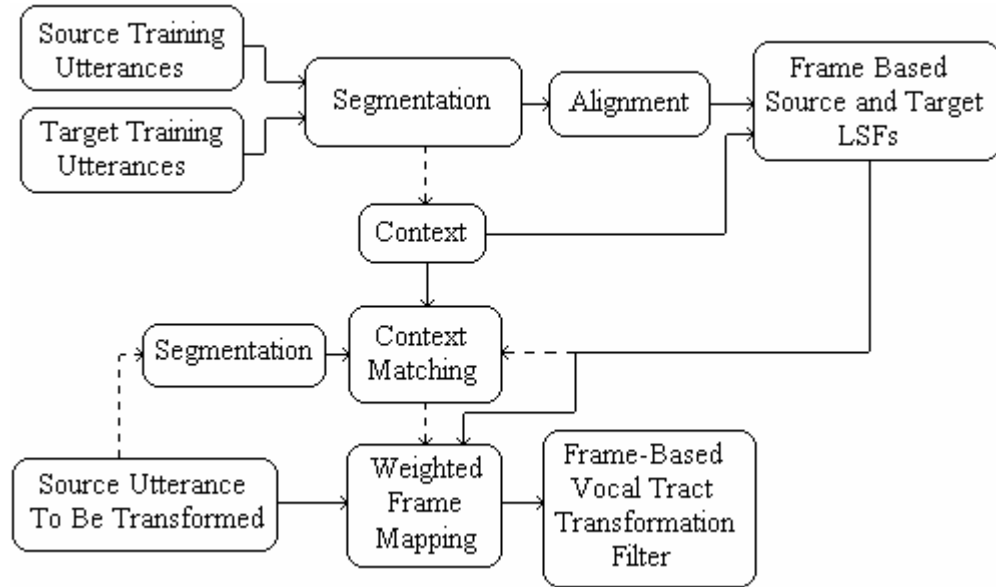 Source Training
Utterances
Target Training
Utterances
Segmentation
Alignment
Frame Based
Source and Target
LSFs
Context
Segmentation
Context
Matching
Source Utterance
To Be Transformed
Weighted
Frame
Mapping
Frame-Based
Vocal Tract
Transformation
Filter